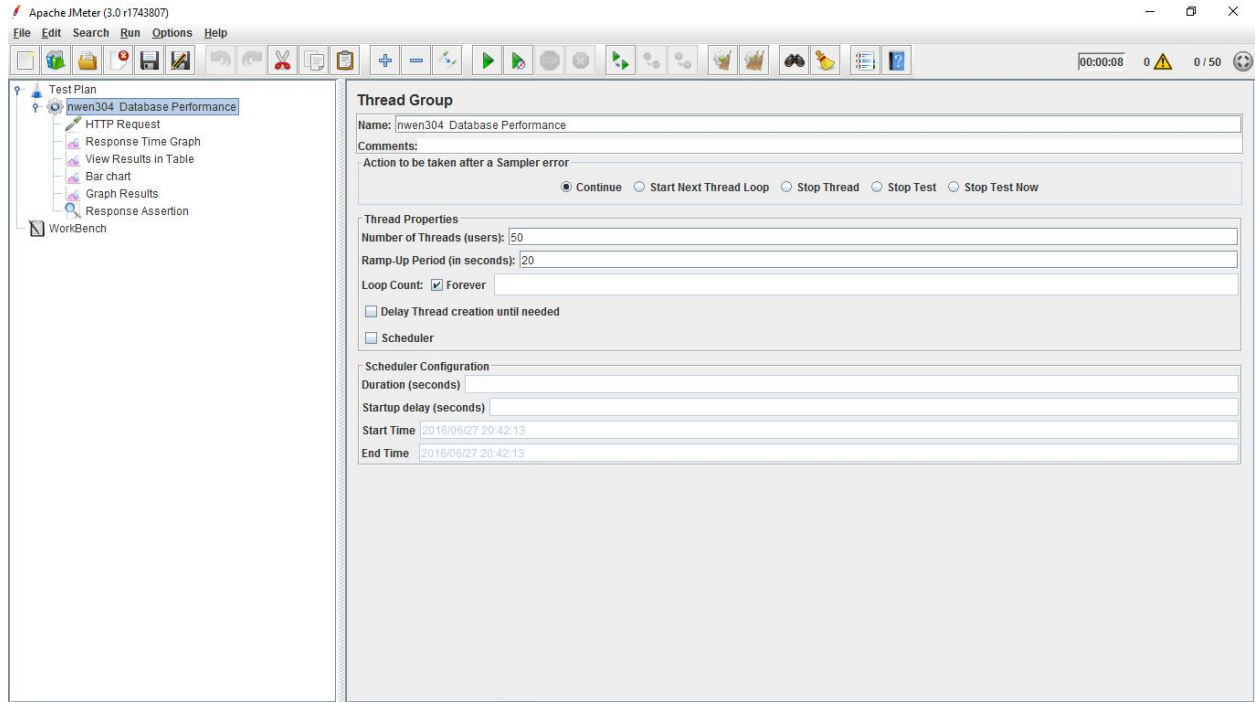 Apache JMeter (3.0 r1743807)
File Edit Search Run Options Help
00:00:08 0 0 / 50
Test Plan
nwen304 Database Performance
HTTP Request
Response Time Graph
View Results in Table
Bar chart
Graph Results
Response Assertion
WorkBench
Thread Group
Name: nwen304 Database Performance
Comments:
Action to be taken after a Sampler error
Continue Start Next Thread Loop Stop Thread Stop Test Stop Test Now
Thread Properties
Number of Threads (users): 50
Ramp-Up Period (in seconds): 20
Loop Count: Forever
Delay Thread creation until needed
Scheduler
Scheduler Configuration
Duration (seconds)
Startup delay (seconds)
Start Time 2016/06/27 20:42:13
End Time 2016/06/27 20:42:13